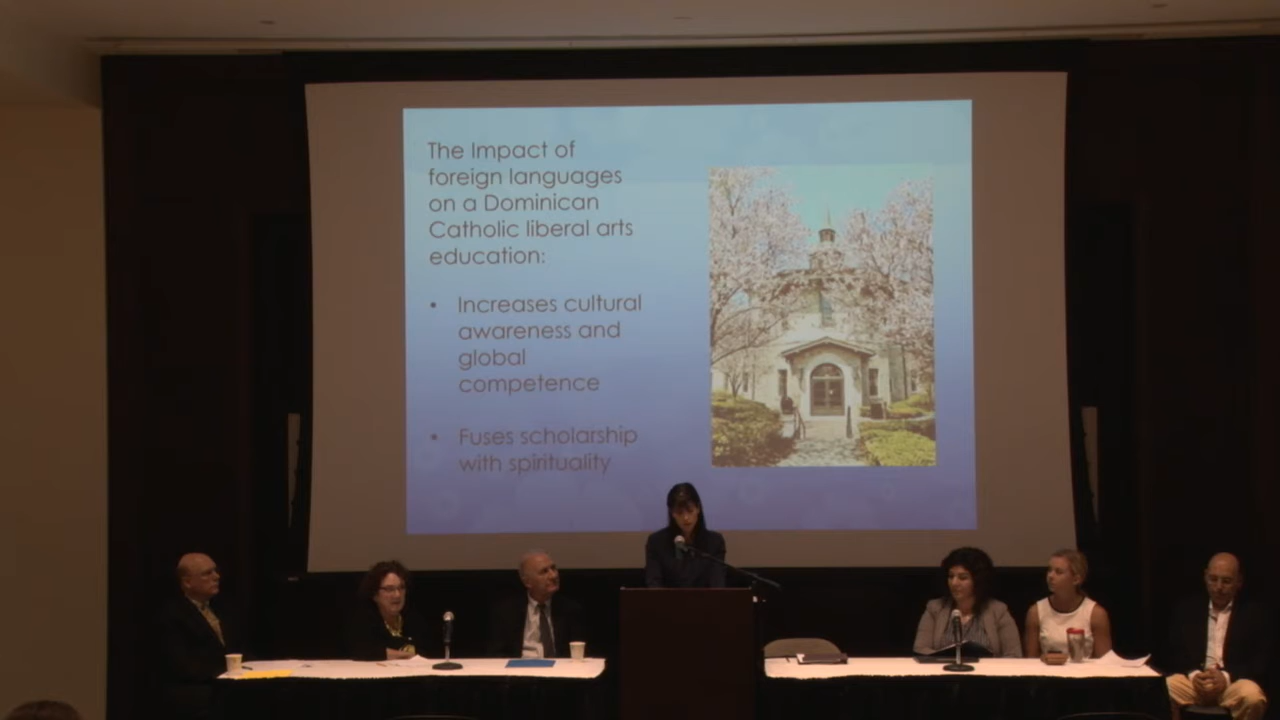 The Impact of
foreign languages
on a Dominican
Catholic liberal arts
education:
• Increases cultural
awareness and
global
competence
• Fuses scholarship
with spirituality